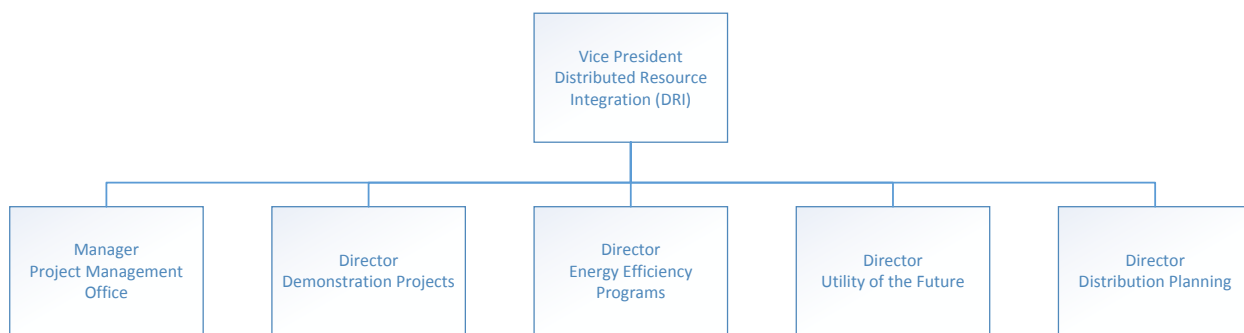 Vice President
Distributed Resource
Integration (DRI)
Manager
Project Management
Office
Director
Demonstration Projects
Director
Energy Efficiency
Programs
Director
Utility of the Future
Director
Distribution Planning